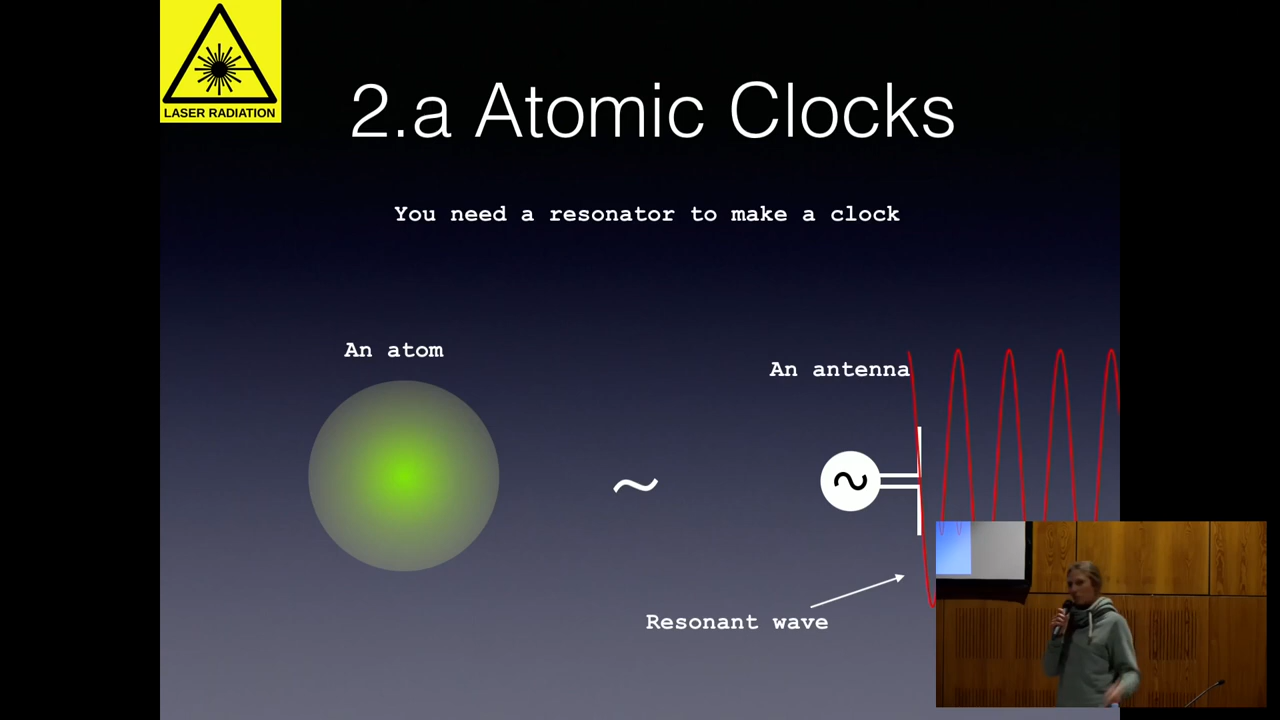 LASER RADIATION
2.a Atomic Clocks
You need a resonator to make a clock
An atom
An antenna
~
~
Resonant wave